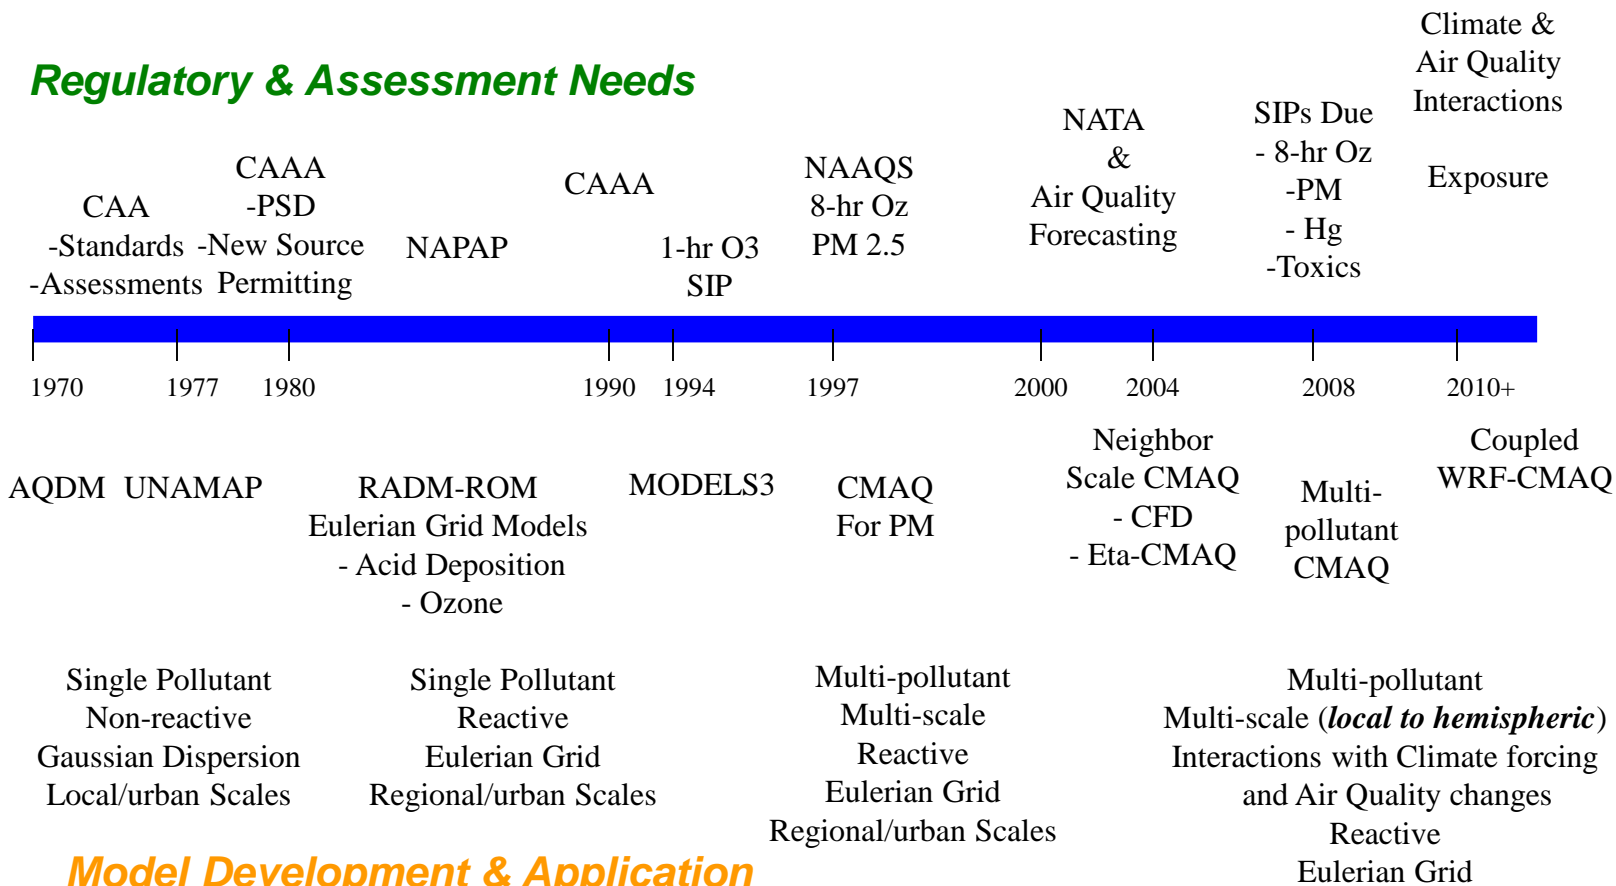 Regulatory & Assessment Needs
CAA
-Standards
-Assessments
CAAA
-PSD
-New Source
Permitting
NAPAP
CAAA
1-hr O3
SIP
NAAQS
8-hr Oz
PM 2.5
NATA
&
Air Quality
Forecasting
SIPs Due
- 8-hr Oz
-PM
- Hg
-Toxics
Climate &
Air Quality
Interactions
Exposure
1970
1977
1980
1990
1994
1997
2000
2004
2008
2010+
AQDM
UNAMAP
RADM-ROM
Eulerian Grid Models
- Acid Deposition
- Ozone
MODELS3
CMAQ
For PM
Neighbor
Scale CMAQ
- CFD
- Eta-CMAQ
Multi-
pollutant
CMAQ
Coupled
WRF-CMAQ
Single Pollutant
Non-reactive
Gaussian Dispersion
Local/urban Scales
Single Pollutant
Reactive
Eulerian Grid
Regional/urban Scales
Multi-pollutant
Multi-scale
Reactive
Eulerian Grid
Regional/urban Scales
Multi-pollutant
Multi-scale (local to hemispheric)
Interactions with Climate forcing
and Air Quality changes
Reactive
Eulerian Grid
Model Development & Application